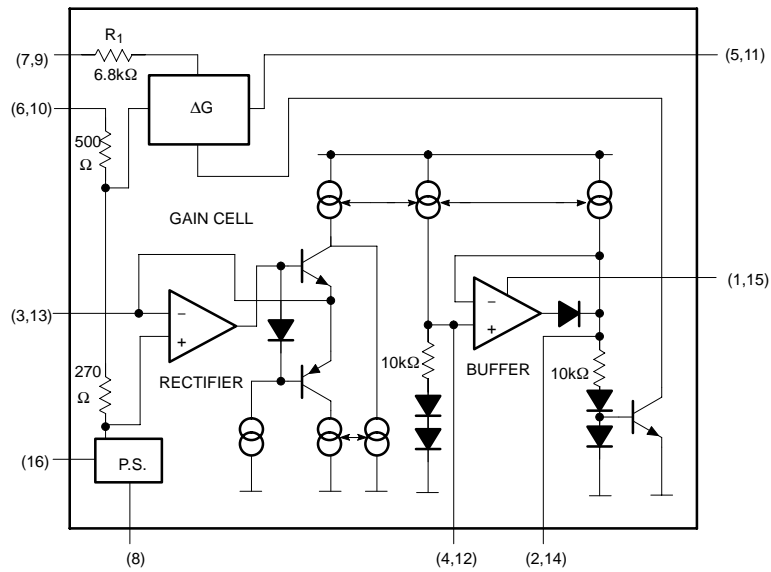 R1
(7,9)
6.8kΩ
(5,11)
ΔG
(6,10)
500
Ω
GAIN CELL
(1,15)
(3,13)
−
+
−
+
RECTIFIER
BUFFER
10kΩ
10kΩ
270
Ω
(16)
P.S.
(8)
(4,12)
(2,14)